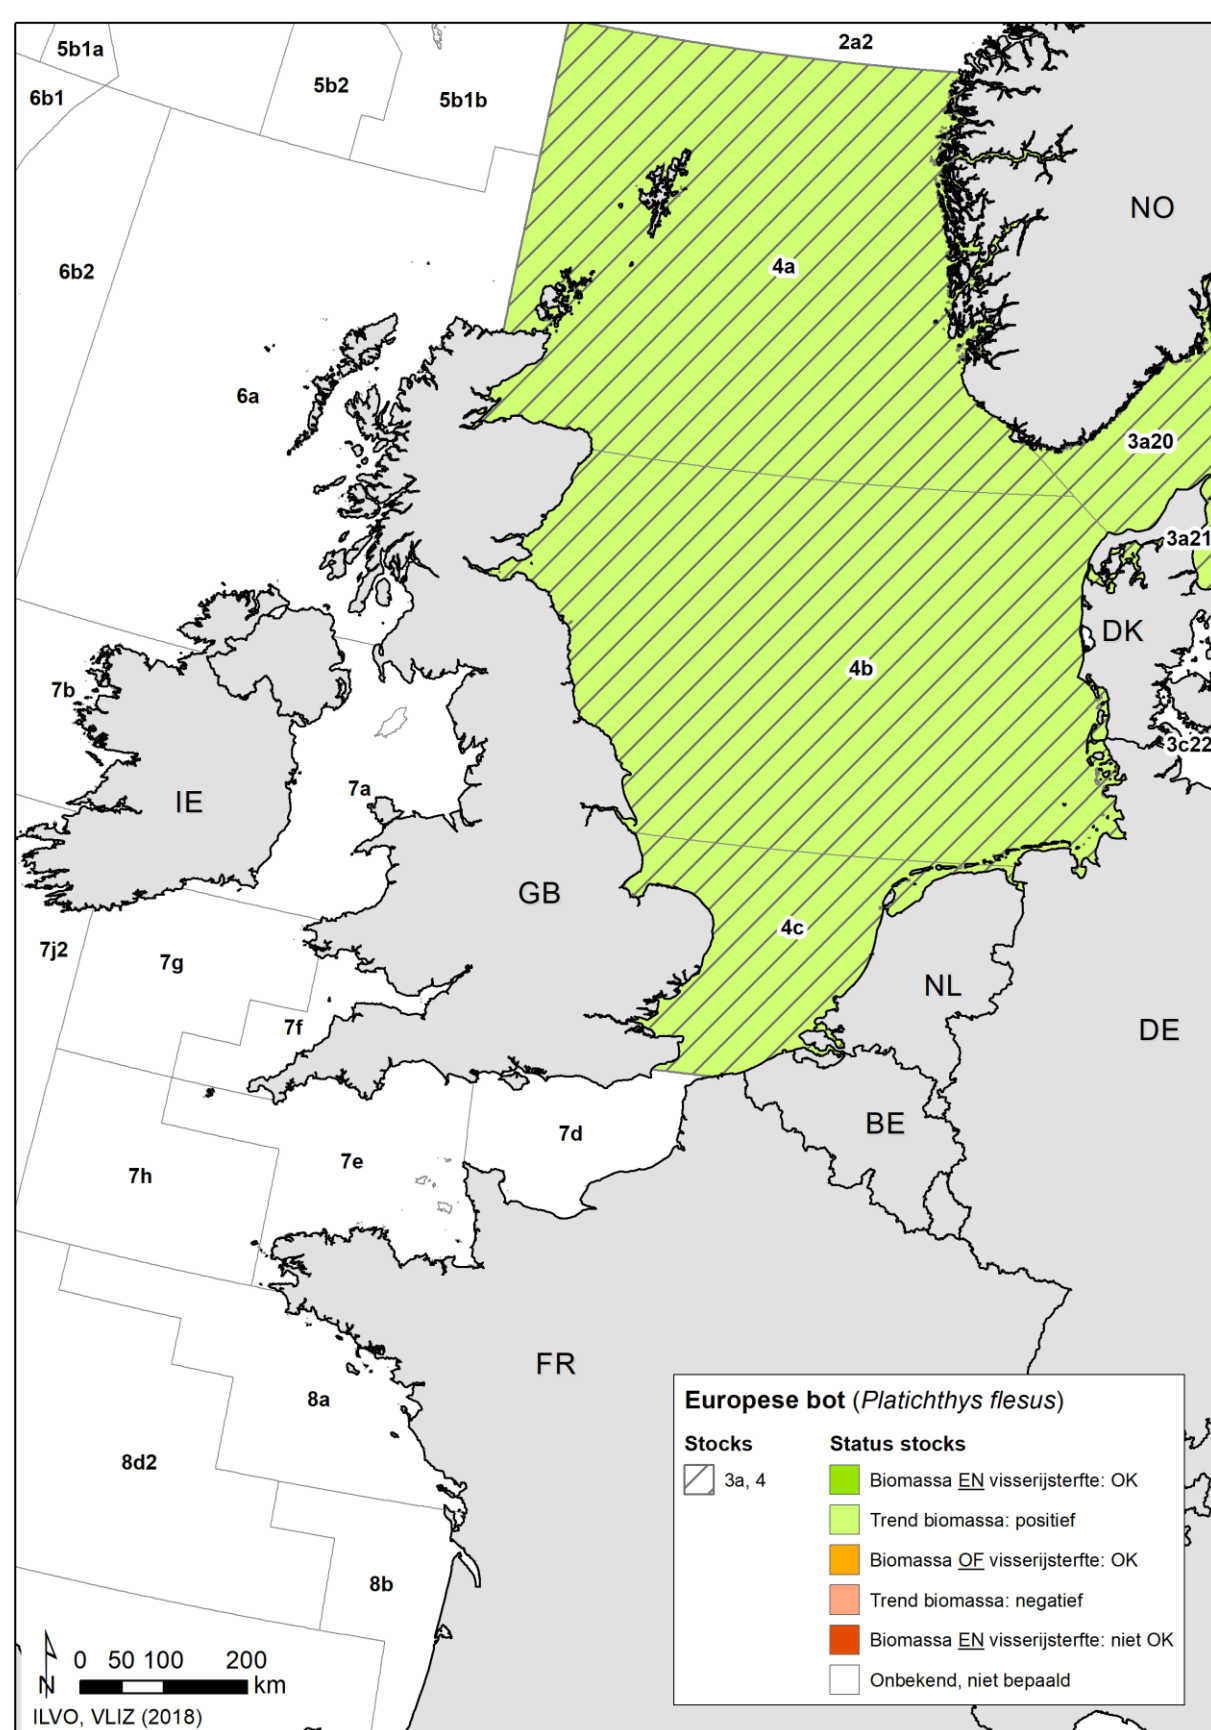 2a2
5b1a
5b2
5b1b
6b1
NO
6b2
4a
6a
3a20
3a21
DK
4b
7b
3c22
7a
IE
GB
4c
7j2
7g
NL
7f
DE
BE
7d
7e
7h
FR
8a
8d2
8b
Europese bot (Platichthys flesus)
Stocks
3a, 4
Status stocks
Biomassa EN visserijsterfte: OK
Trend biomassa: positief
Biomassa OF visserijsterfte: OK
Trend biomassa: negatief
Biomassa EN visserijsterfte: niet OK
Onbekend, niet bepaald
N
0 50 100 200
km
ILVO, VLIZ (2018)